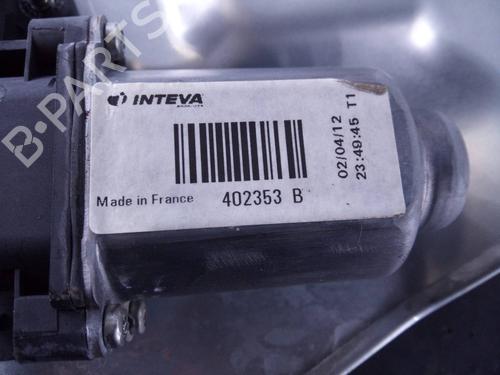 INTEVA
Made in France
402353 B
02/04/12
23:49:45 T1
B-PARTS